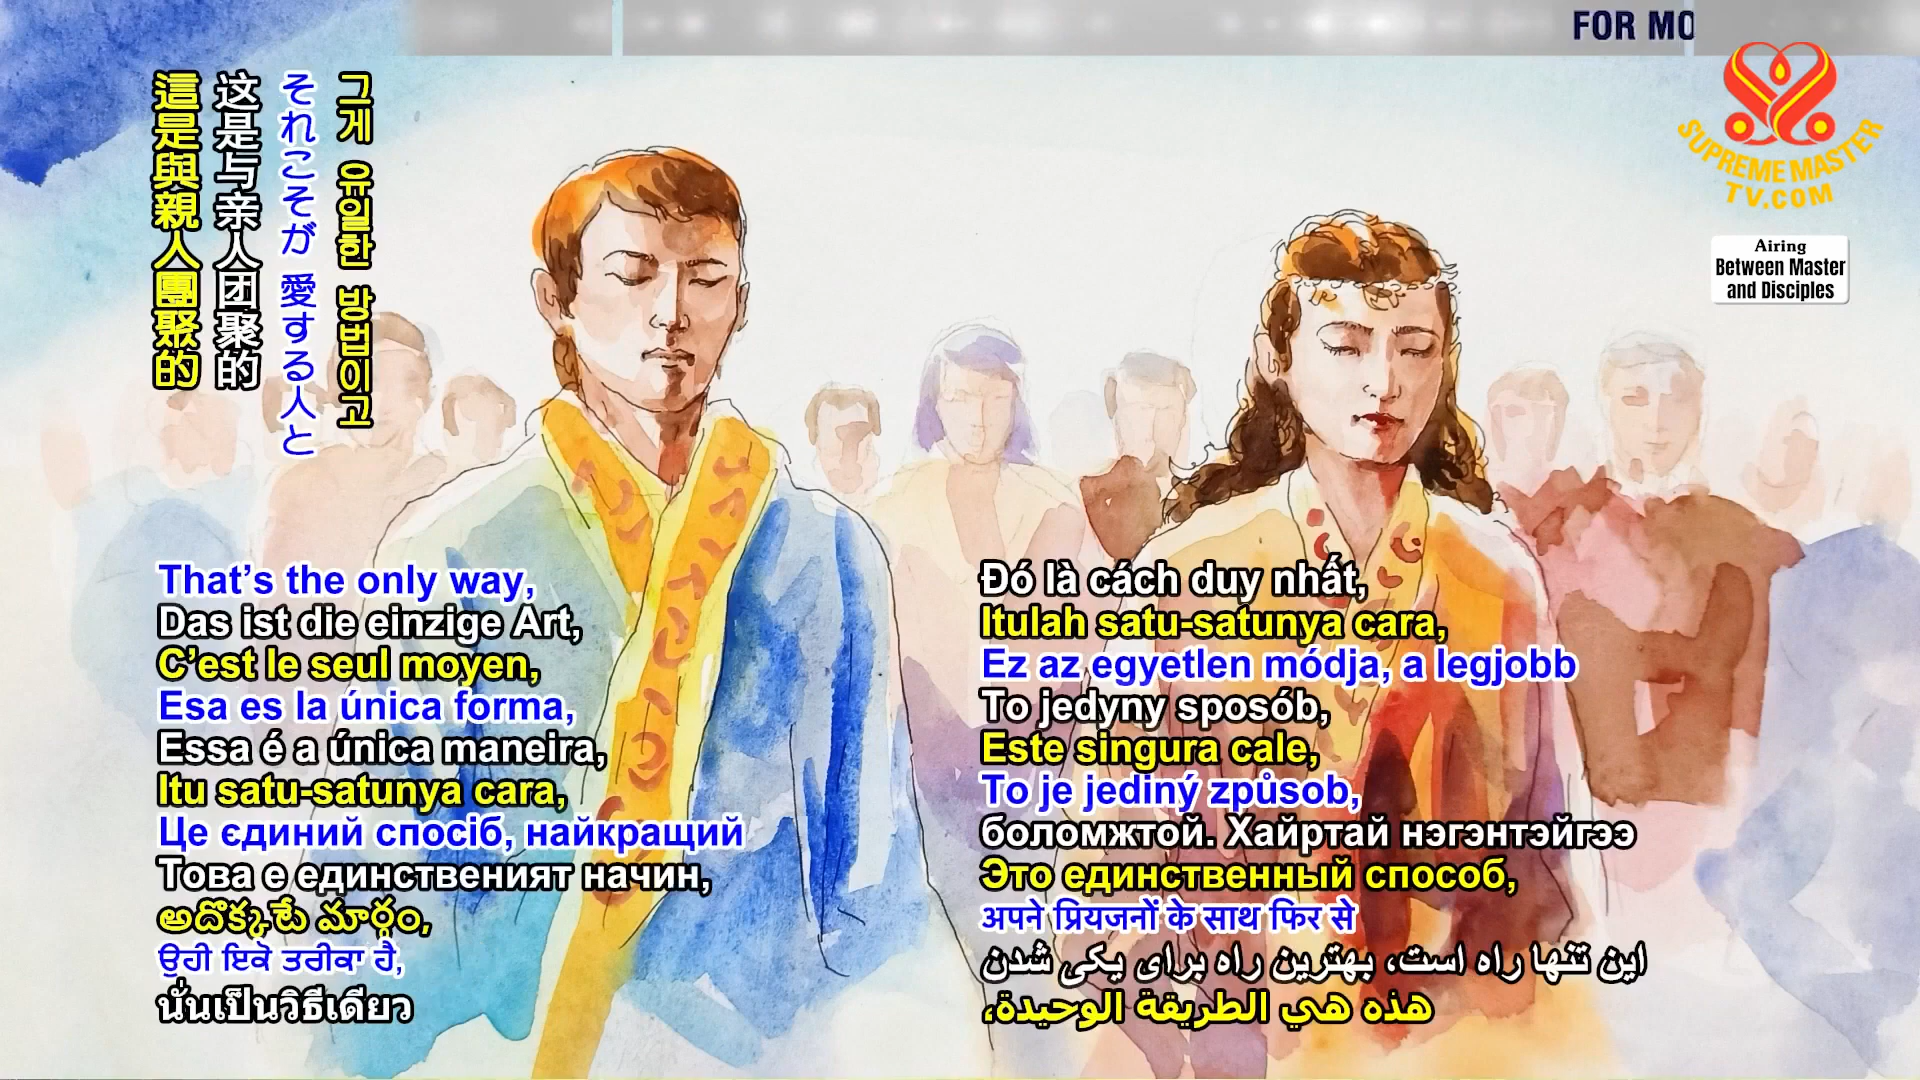 FOR MO
SUPREME MASTER
TV.COM
Airing
Between Master
and Disciples
그게 유일한 방법이고
それこそが 愛する人と
这是与亲人团聚的
這是與親人團聚的
That’s the only way,
Das ist die einzige Art,
C’est le seul moyen,
Esa es la única forma,
Essa é a única maneira,
Itu satu-satunya cara,
Це єдиний спосіб, найкращий
Това е единственият начин,
అదొక్కటే మార్గం,
ਉਹੀ ਇਕੋ ਤਰੀਕਾ ਹੈ,
นั่นเป็นวิธีเดียว
Đó là cách duy nhất,
Itulah satu-satunya cara,
Ez az egyetlen módja, a legjobb
To jedyny sposób,
Este singura cale,
To je jediný způsob,
боломжтой. Хайртай нэгэнтэйгээ
Это единственный способ,
अपने प्रियजनों के साथ फिर से
این تنها راه است، بهترین راه برای یکی شدن
هذه هي الطريقة الوحيدة،